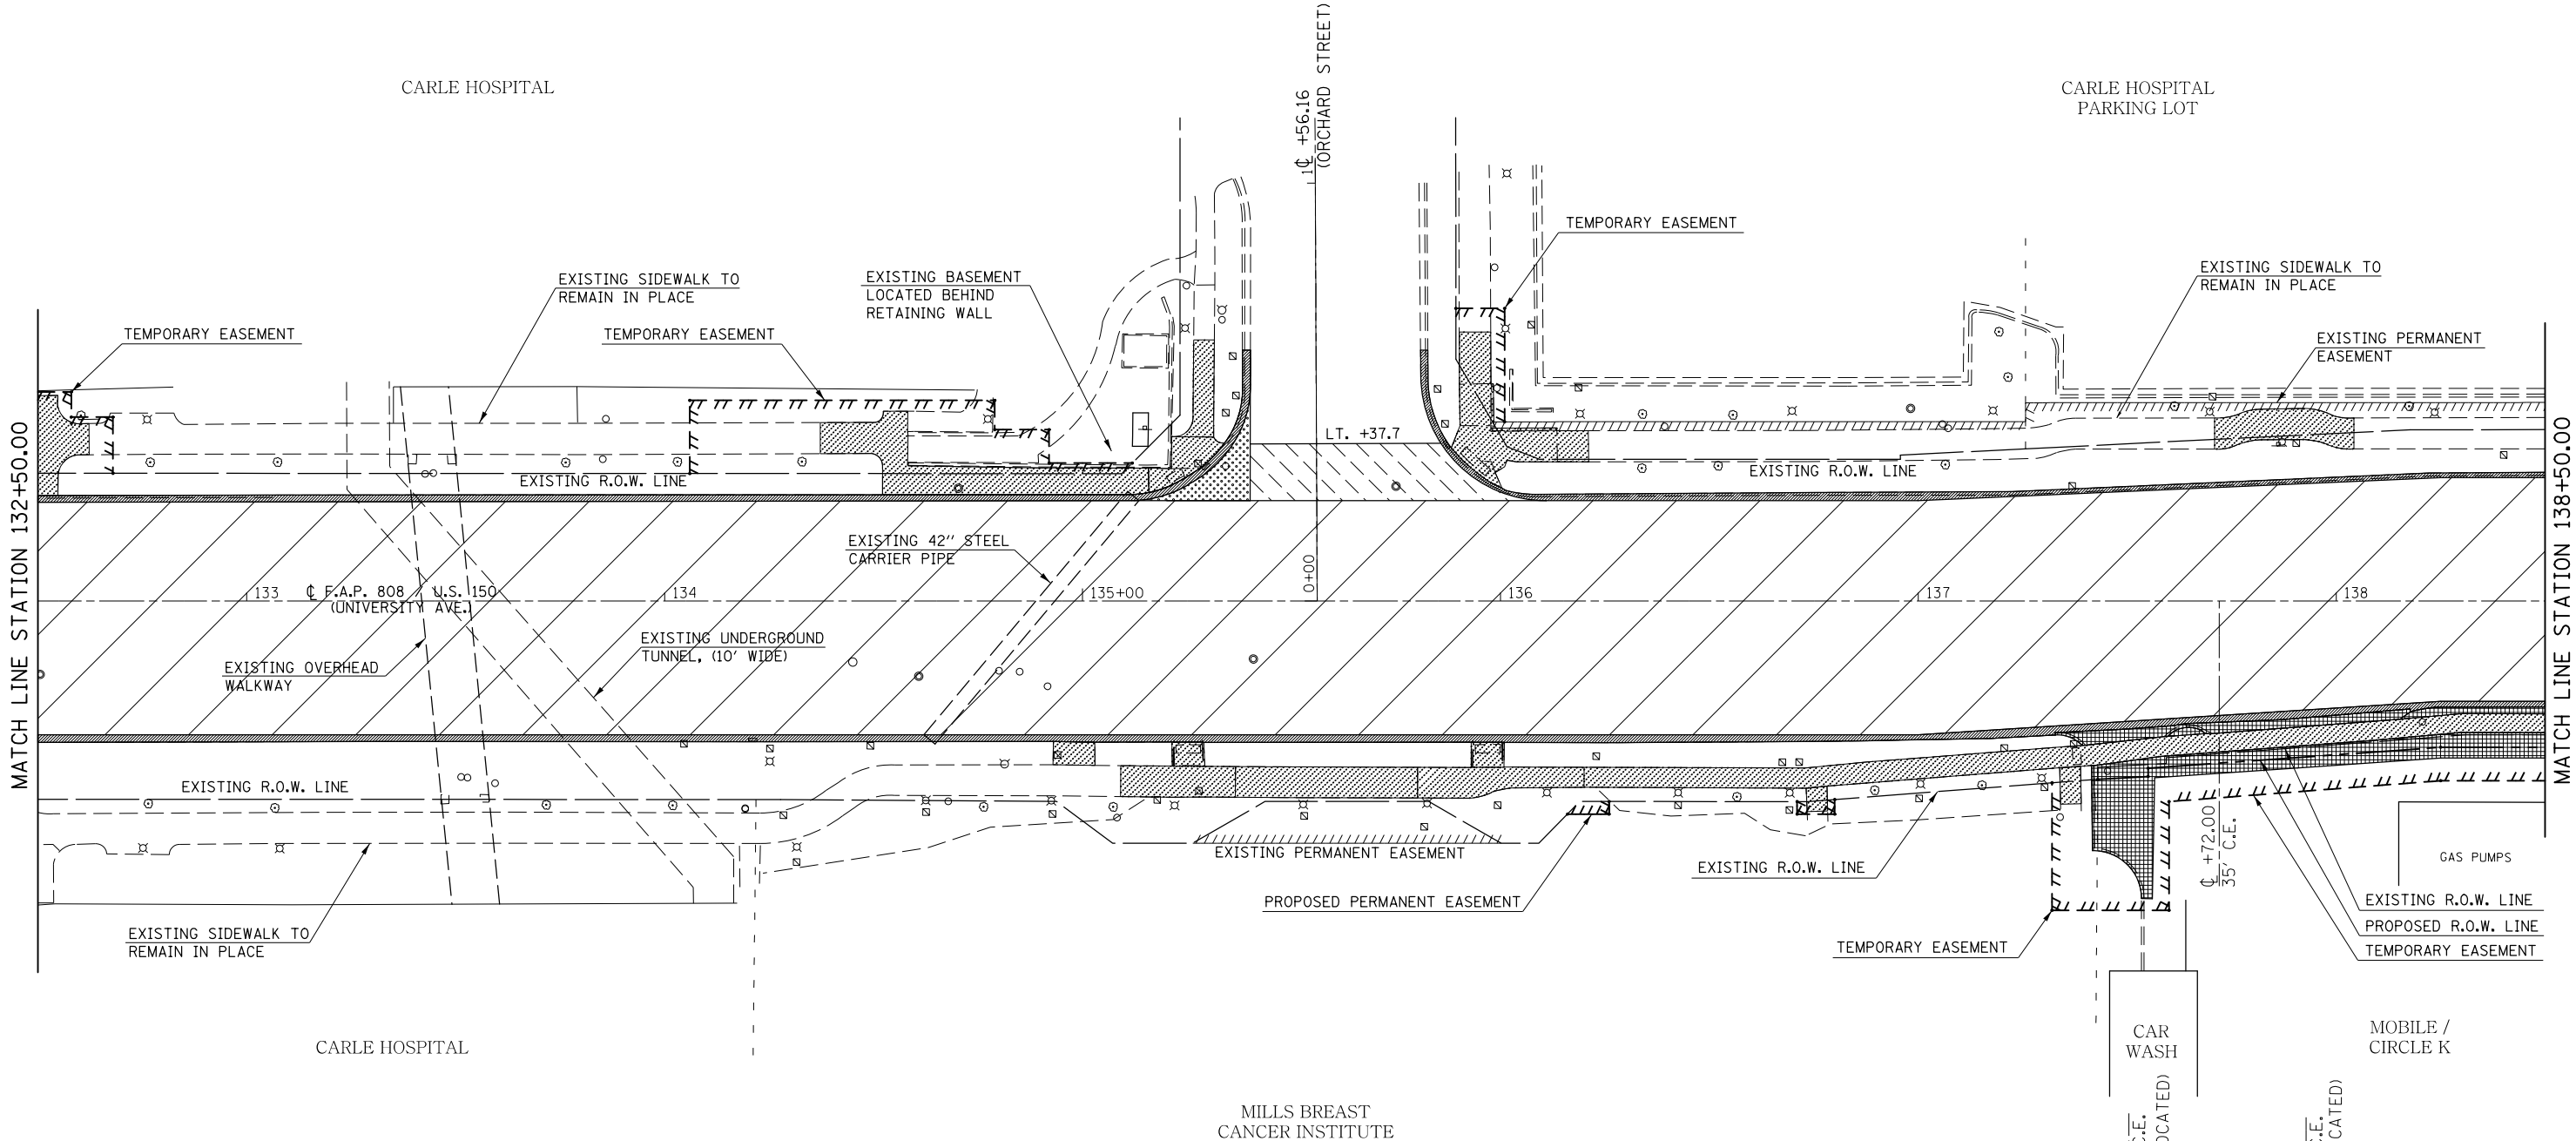 CARLE HOSPITAL
℄ +56.16
(ORCHARD STREET)
CARLE HOSPITAL
PARKING LOT
TEMPORARY EASEMENT
EXISTING SIDEWALK TO
REMAIN IN PLACE
EXISTING BASEMENT
LOCATED BEHIND
RETAINING WALL
EXISTING SIDEWALK TO
REMAIN IN PLACE
TEMPORARY EASEMENT
TEMPORARY EASEMENT
EXISTING PERMANENT
EASEMENT
MATCH LINE STATION 132+50.00
MATCH LINE STATION 138+50.00
LT. +37.7
EXISTING R.O.W. LINE
EXISTING R.O.W. LINE
EXISTING 42" STEEL
CARRIER PIPE
0+00
133
℄ F.A.P. 808 / U.S. 150
(UNIVERSITY AVE.)
134
135+00
136
137
138
EXISTING UNDERGROUND
TUNNEL, (10' WIDE)
EXISTING OVERHEAD
WALKWAY
EXISTING R.O.W. LINE
EXISTING PERMANENT EASEMENT
EXISTING R.O.W. LINE
℄ +72.00
35' C.E.
GAS PUMPS
PROPOSED PERMANENT EASEMENT
EXISTING R.O.W. LINE
PROPOSED R.O.W. LINE
TEMPORARY EASEMENT
EXISTING SIDEWALK TO
REMAIN IN PLACE
TEMPORARY EASEMENT
CARLE HOSPITAL
CAR
WASH
MOBILE /
CIRCLE K
MILLS BREAST
CANCER INSTITUTE
C.E.
OCATED)
C.E.
CATED)